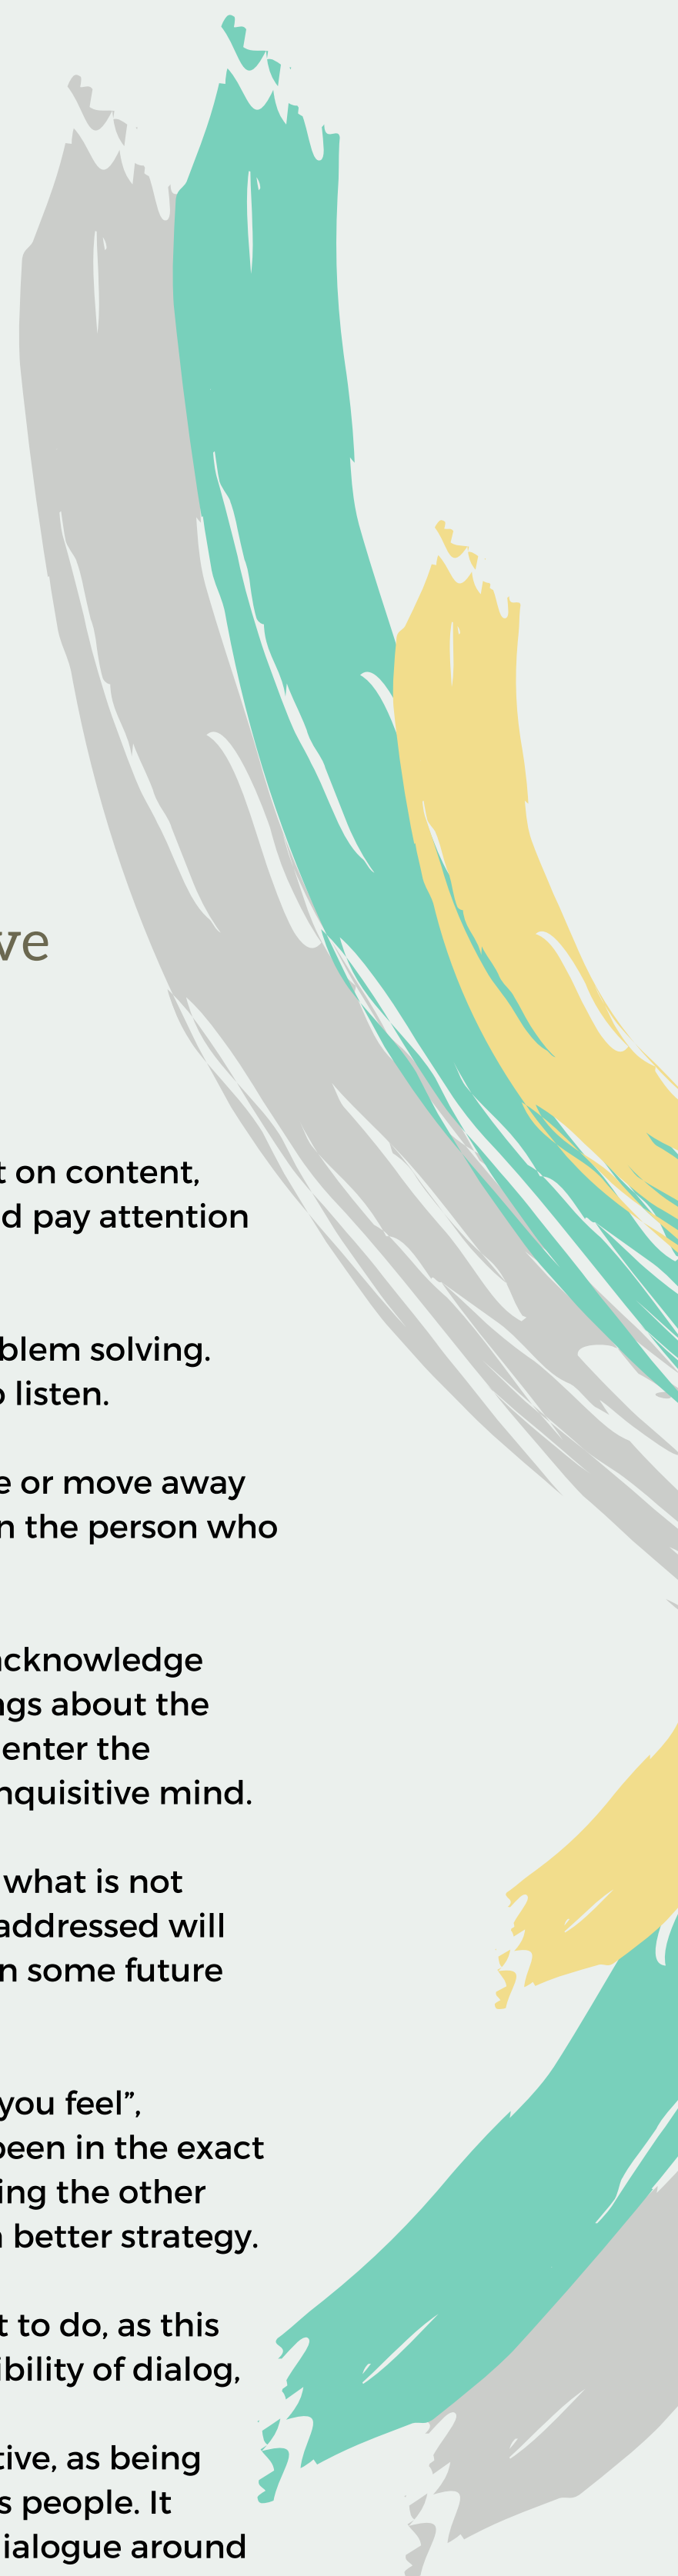 ve
t on content,
d pay attention
blem solving.
o listen.
e or move away
n the person who
acknowledge
ngs about the
enter the
nquisitive mind.
what is not
addressed will
n some future
you feel”,
been in the exact
ing the other
a better strategy.
t to do, as this
ibility of dialog,
tive, as being
s people. It
ialogue around